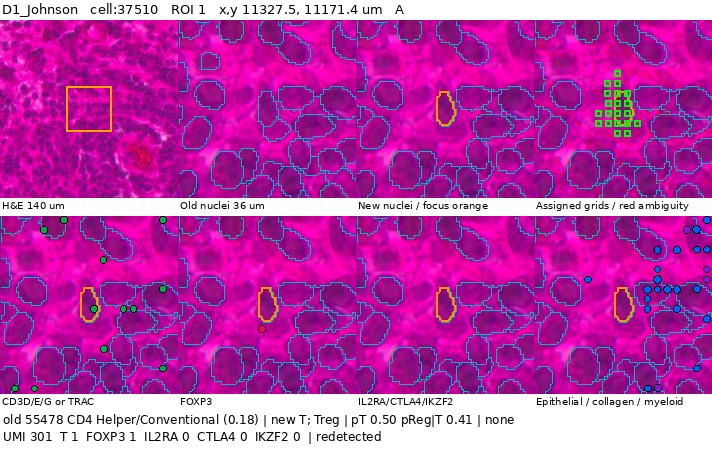 D1_Johnson cell:37510 ROI 1 x,y 11327.5, 11171.4 um A
H&E 140 um
Old nuclei 36 um
New nuclei / focus orange
Assigned grids / red ambiguity
CD3D/E/G or TRAC
FOXP3
IL2RA/CTLA4/IKZF2
Epithelial / collagen / myeloid
old 55478 CD4 Helper/Conventional (0.18) | new T; Treg | pT 0.50 pReg|T 0.41 | none
UMI 301 T 1 FOXP3 1 IL2RA 0 CTLA4 0 IKZF2 0 | redetected